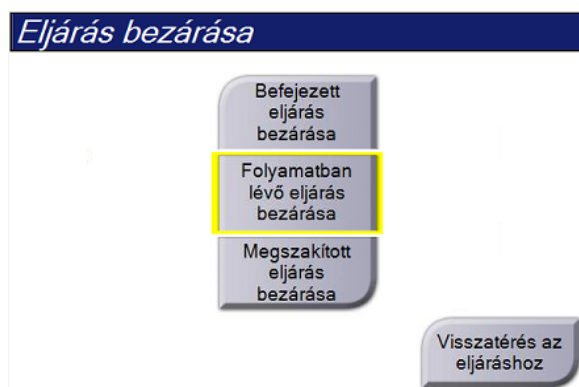 Eljárás bezárása
Befejezett
eljárás
bezárása
Folyamatban
lévő eljárás
bezárása
Megszakított
eljárás
bezárása
Visszatérés az
eljáráshoz